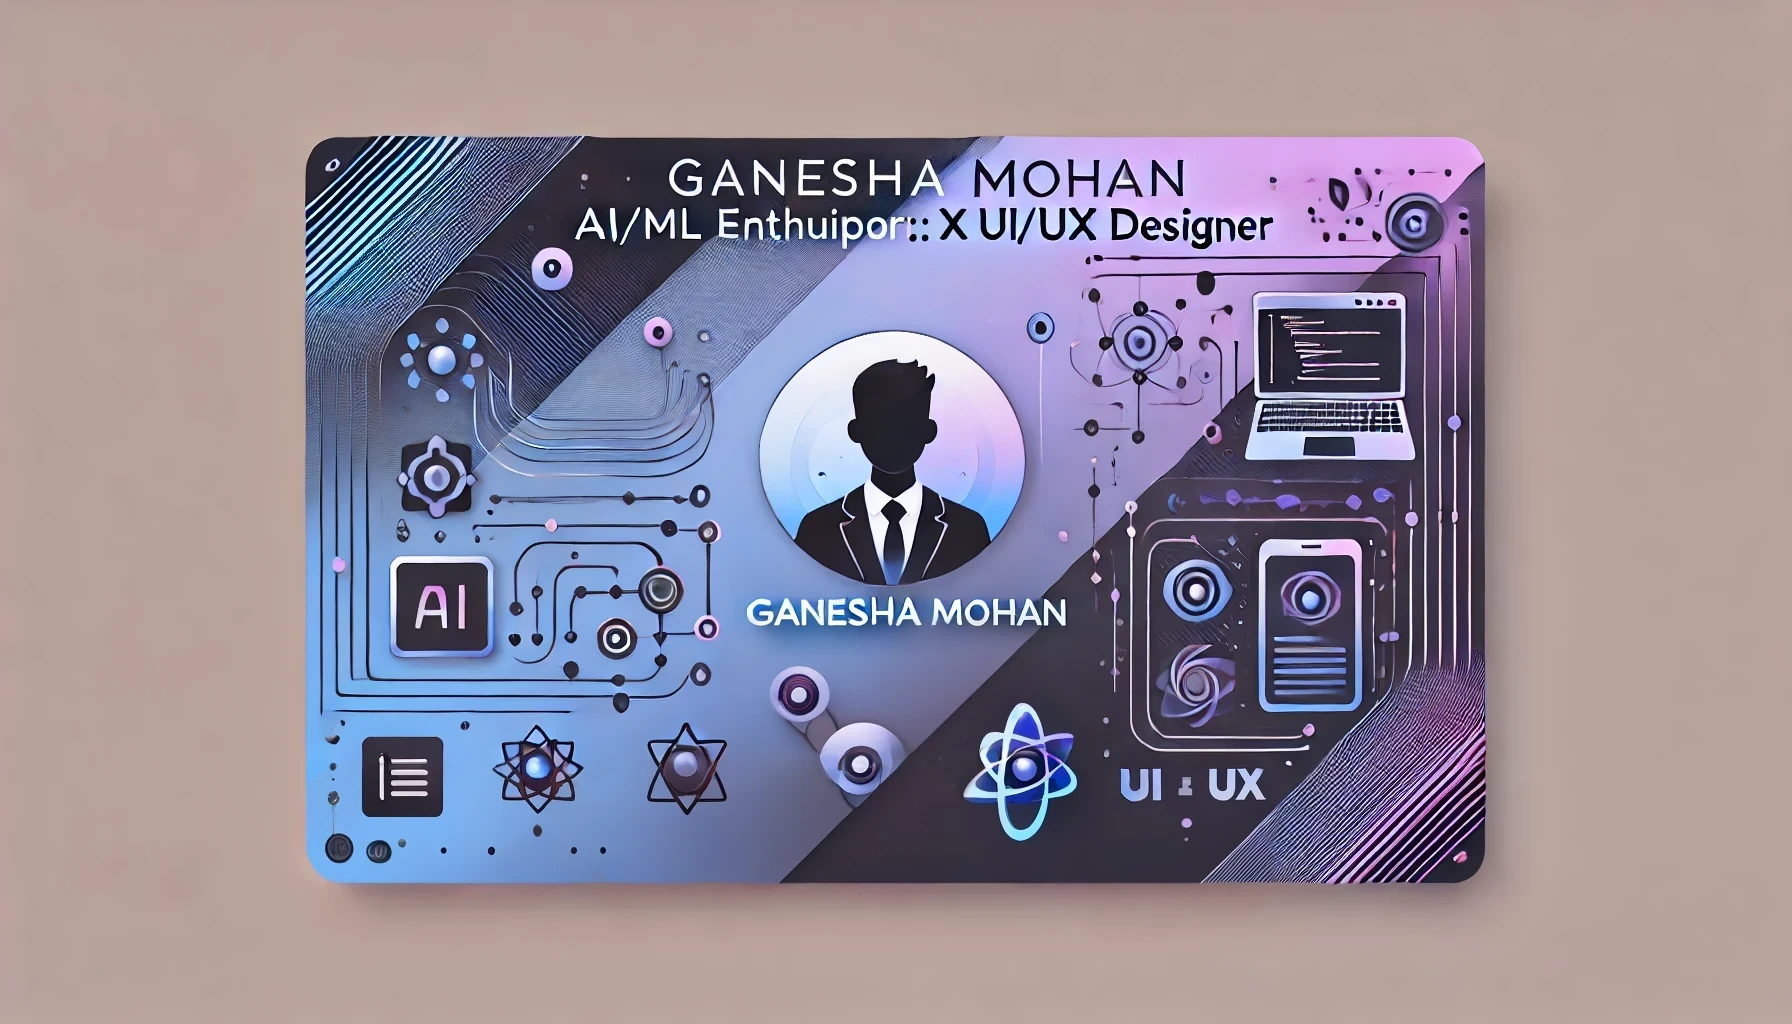 GANESHA MOHAN
AI/ML Enthuipor:: X UI/UX Designer
AI
GANESHA MOHAN
UI : UX